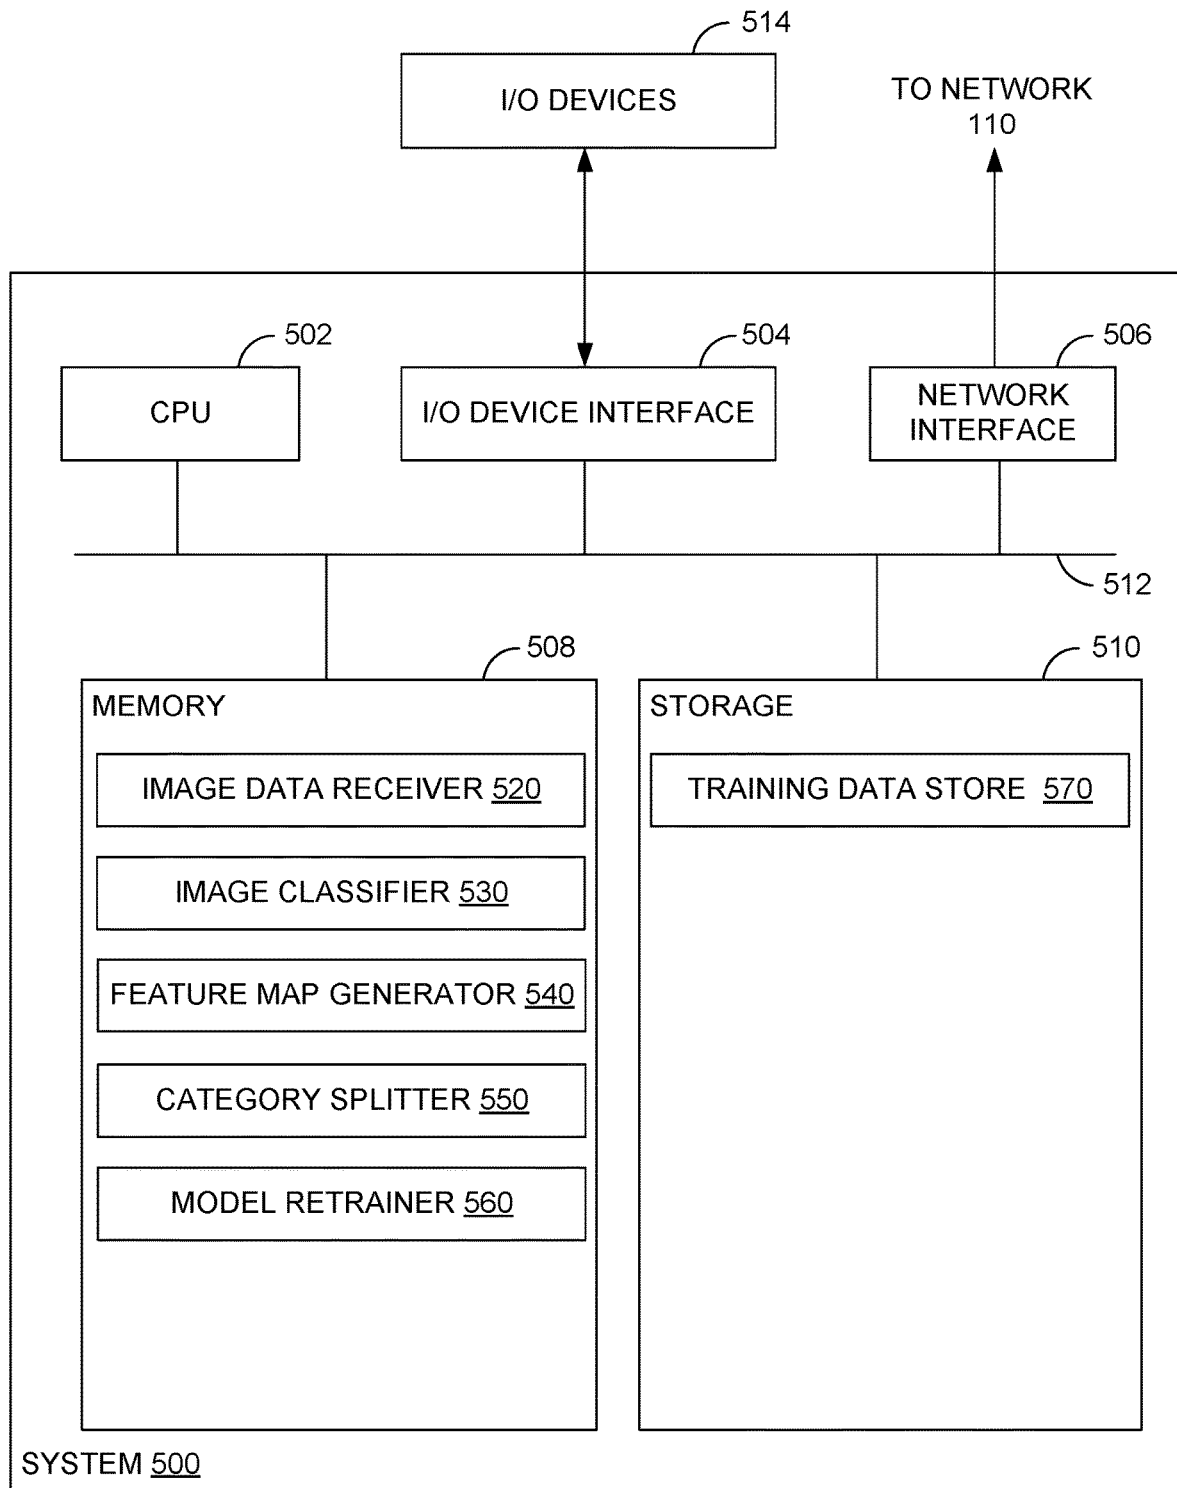 514
I/O DEVICES
TO NETWORK
110
502
504
506
CPU
I/O DEVICE INTERFACE
NETWORK
INTERFACE
512
508
510
MEMORY
STORAGE
IMAGE DATA RECEIVER 520
TRAINING DATA STORE 570
IMAGE CLASSIFIER 530
FEATURE MAP GENERATOR 540
CATEGORY SPLITTER 550
MODEL RETRAINER 560
SYSTEM 500